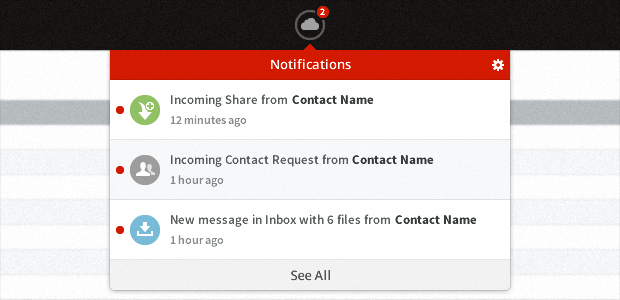 2
Notifications
Incoming Share from Contact Name
12 minutes ago
Incoming Contact Request from Contact Name
1 hour ago
New message in Inbox with 6 files from Contact Name
1 hour ago
See All